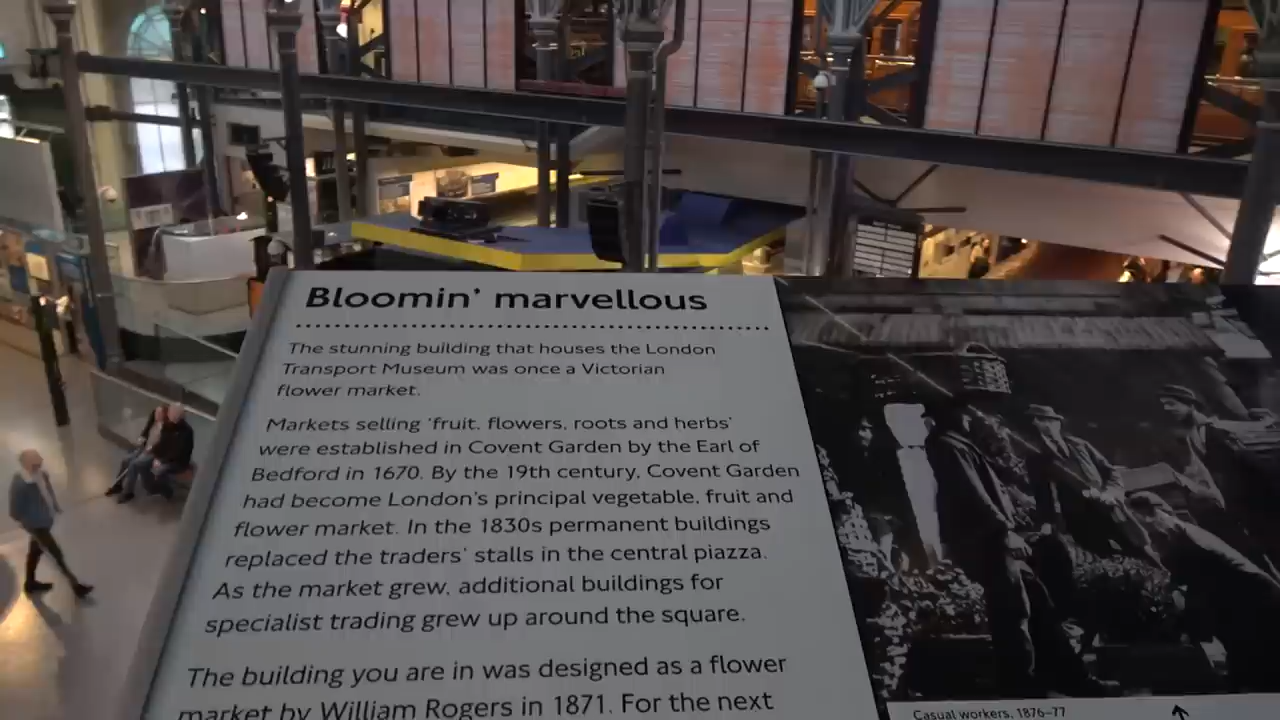 Bloomin' marvellous
The stunning building that houses the London
Transport Museum was once a Victorian
flower market.
Markets selling 'fruit, flowers, roots and herbs'
were established in Covent Garden by the Earl of
Bedford in 1670. By the 19th century, Covent Garden
had become London's principal vegetable, fruit and
flower market. In the 1830s permanent buildings
replaced the traders' stalls in the central piazza.
As the market grew, additional buildings for
specialist trading grew up around the square.
The building you are in was designed as a flower
market by William Rogers in 1871. For the next
Casual workers, 1876-77